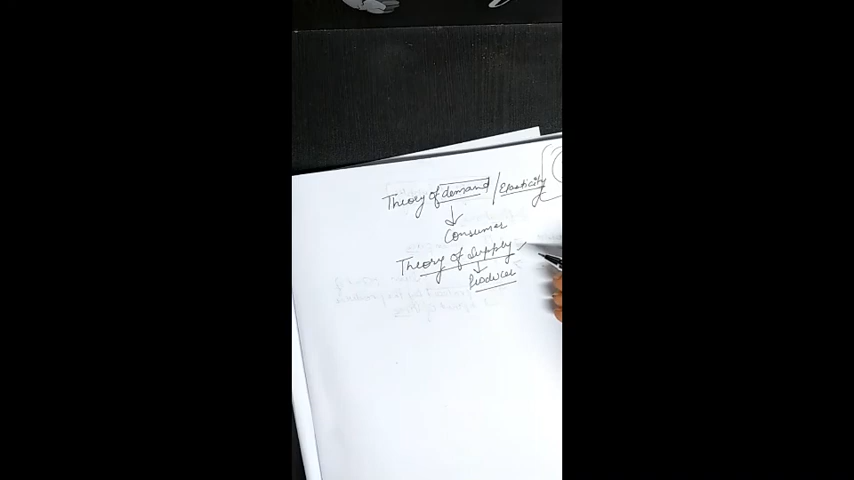 Theory of demand / Elasticity
↓
Consumer
Theory of supply
↓
Producer